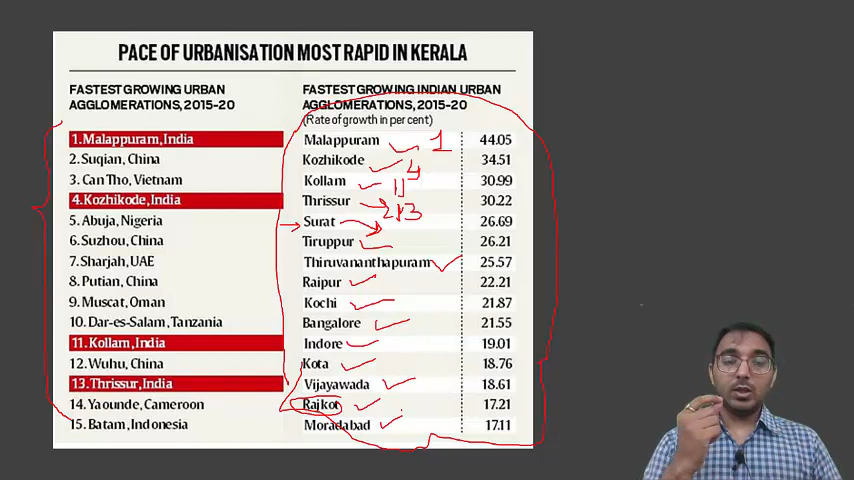 PACE OF URBANISATION MOST RAPID IN KERALA
FASTEST GROWING URBAN
AGGLOMERATIONS, 2015-20
1. Malappuram, India
2. Suqian, China
3. Can Tho, Vietnam
4. Kozhikode, India
5. Abuja, Nigeria
6. Suzhou, China
7. Sharjah, UAE
8. Putian, China
9. Muscat, Oman
10. Dar-es-Salam, Tanzania
11. Kollam, India
12. Wuhu, China
13. Thrissur, India
14. Yaounde, Cameroon
15. Batam, Indonesia
FASTEST GROWING INDIAN URBAN
AGGLOMERATIONS, 2015-20
(Rate of growth in per cent)
Malappuram 1 44.05
Kozhikode 4 34.51
Kollam 11 30.99
Thrissur 13 30.22
Surat 26.69
Tiruppur 26.21
Thiruvananthapuram 25.57
Raipur 22.21
Kochi 21.87
Bangalore 21.55
Indore 19.01
Kota 18.76
Vijayawada 18.61
Rajkot 17.21
Moradabad 17.11